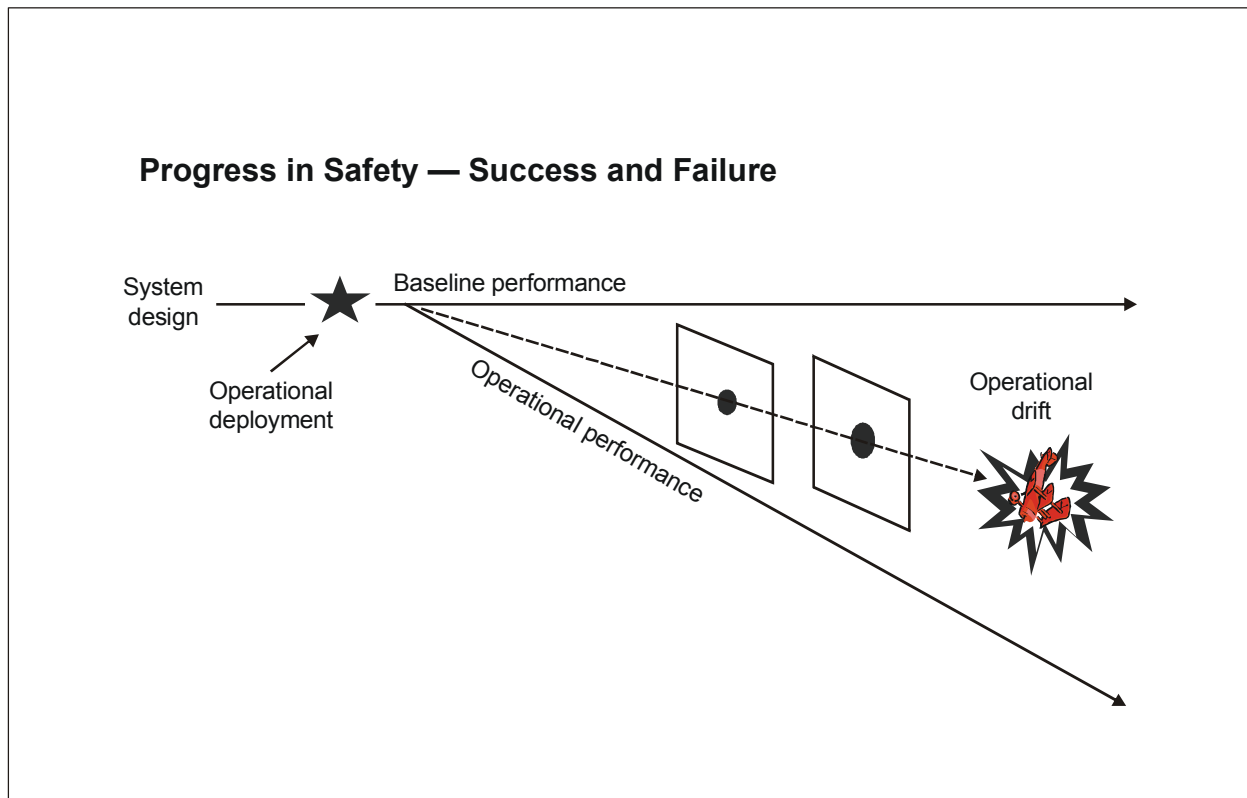 Progress in Safety — Success and Failure
System
design
Baseline performance
Operational
deployment
Operational performance
Operational
drift